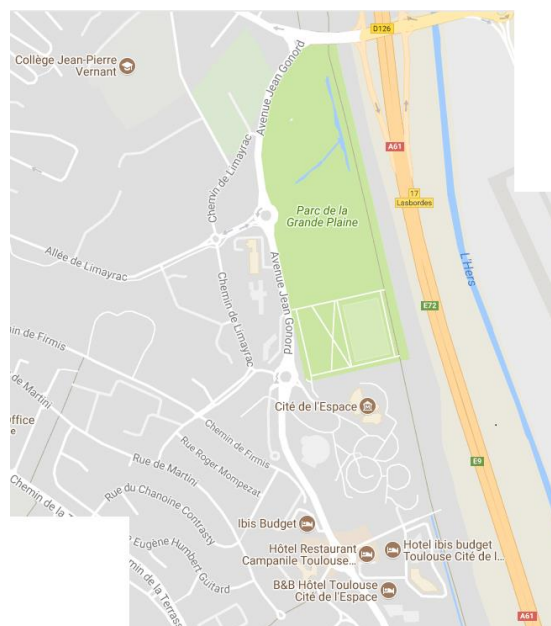 D126
Collège Jean-Pierre
Vernant
Avenue Jean Gonord
A61
Chemin de Limayrac
17
Lasbordes
Parc de la
Grande Plaine
Allée de Limayrac
L'Hers
Avenue Jean Gonord
Chemin de Limayrac
E72
in de Firmis
de Martini
Cité de l'Espace
office
e
Chemin de Firmis
Rue Roger Mompezat
Rue de Martini
E9
Chemin de la
Rue du Chanoine Contrasty
Ibis Budget
Eugène Humbert Guitard
Hôtel Restaurant
Campanile Toulouse...
Hotel ibis budget
Toulouse Cité de l...
min de la Terrass
B&B Hôtel Toulouse
Cité de l'Espace
A61